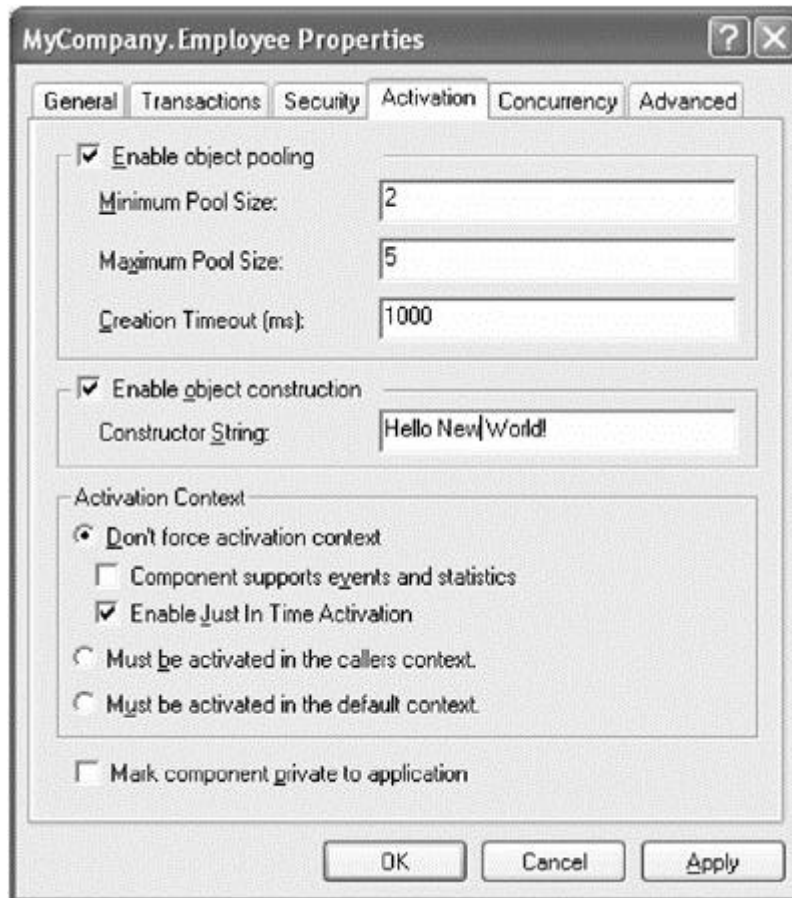 MyCompany.Employee Properties
General Transactions Security Activation Concurrency Advanced
Enable object pooling
Minimum Pool Size: 2
Maximum Pool Size: 5
Creation Timeout (ms): 1000
Enable object construction
Constructor String: Hello New World!
Activation Context
Don't force activation context
Component supports events and statistics
Enable Just In Time Activation
Must be activated in the callers context.
Must be activated in the default context.
Mark component private to application
OK Cancel Apply